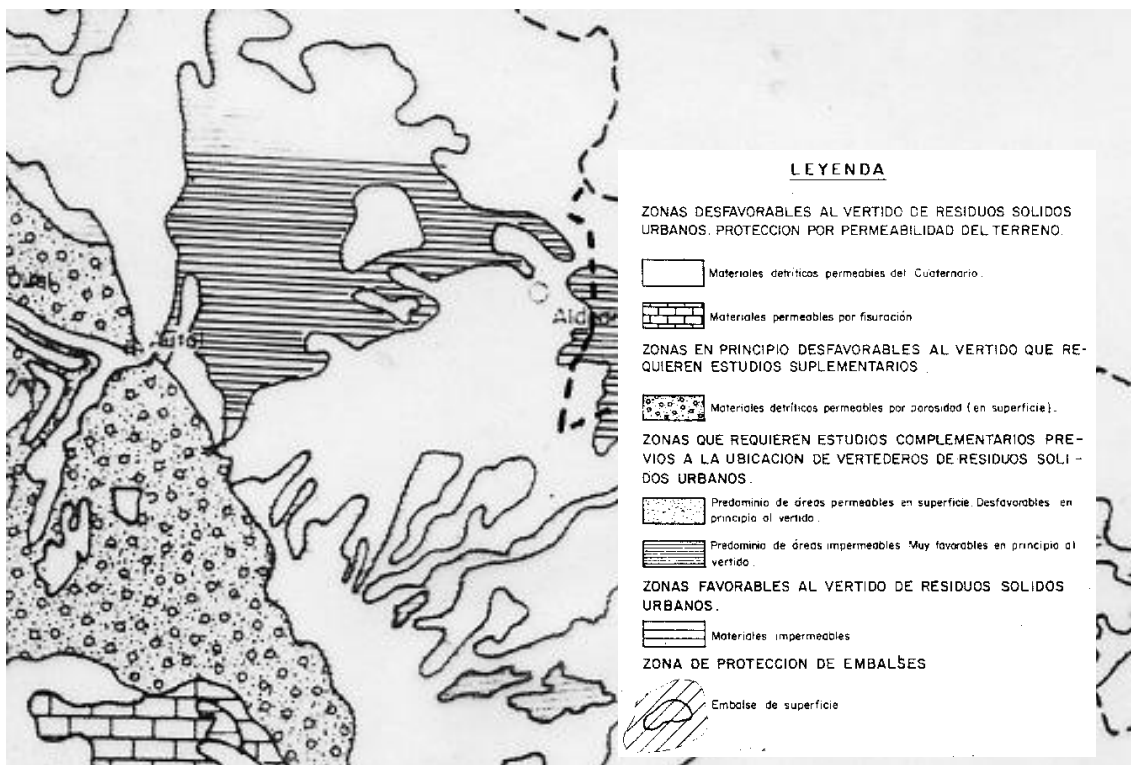 LEYENDA
ZONAS DESFAVORABLES AL VERTIDO DE RESIDUOS SOLIDOS
URBANOS. PROTECCION POR PERMEABILIDAD DEL TERRENO.
Materiales detríticos permeables del Cuaternario.
Materiales permeables por fisuración
ZONAS EN PRINCIPIO DESFAVORABLES AL VERTIDO QUE RE-
QUIEREN ESTUDIOS SUPLEMENTARIOS
Materiales detríticos permeables por porosidad (en superficie).
ZONAS QUE REQUIEREN ESTUDIOS COMPLEMENTARIOS PRE-
VIOS A LA UBICACION DE VERTEDEROS DE RESIDUOS SOLI-
DOS URBANOS.
Predominio de áreas permeables en superficie. Desfavorables en
principio al vertido.
Predominio de áreas impermeables. Muy favorables en principio al
vertido.
ZONAS FAVORABLES AL VERTIDO DE RESIDUOS SOLIDOS
URBANOS.
Materiales impermeables
ZONA DE PROTECCION DE EMBALSES
Embalse de superficie
Autol